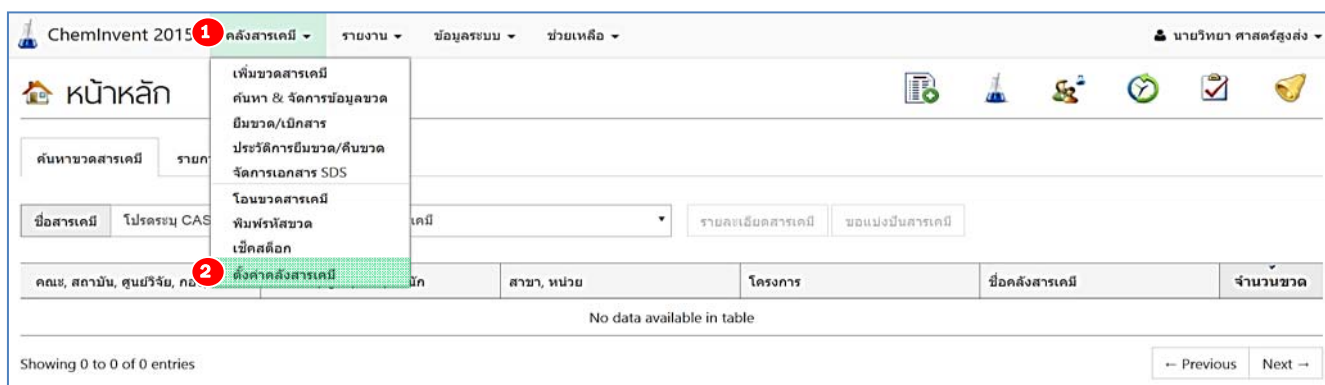 ChemInvent 2015 1 คลังสารเคมี รายงาน ข้อมูลระบบ ช่วยเหลือ นายวิทยา ศาสตร์สูงส่ง
หน้าหลัก
เพิ่มขวดสารเคมี
ค้นหา & จัดการข้อมูลขวด
ยืมขวด/เบิกสาร
ประวัติการยืมขวด/คืนขวด
จัดการเอกสาร SDS
โอนขวดสารเคมี
พิมพ์รหัสขวด
เช็คสต็อก
2 ตั้งค่าคลังสารเคมี
ค้นหาขวดสารเคมี
ชื่อสารเคมี โปรดระบุ CAS รายละเอียดสารเคมี ขอแบ่งปันสารเคมี
คณะ, สถาบัน, ศูนย์วิจัย, สาขา, หน่วย โครงการ ชื่อคลังสารเคมี จำนวนขวด
No data available in table
Showing 0 to 0 of 0 entries ← Previous Next →